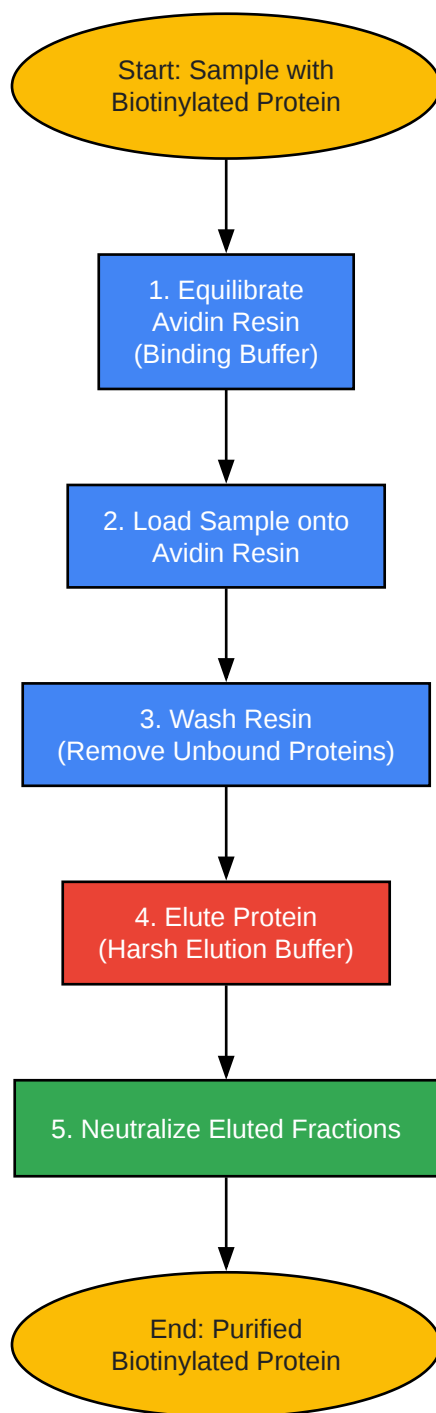 Start: Sample with
Biotinylated Protein
1. Equilibrate
Avidin Resin
(Binding Buffer)
2. Load Sample onto
Avidin Resin
3. Wash Resin
(Remove Unbound Proteins)
4. Elute Protein
(Harsh Elution Buffer)
5. Neutralize Eluted Fractions
End: Purified
Biotinylated Protein